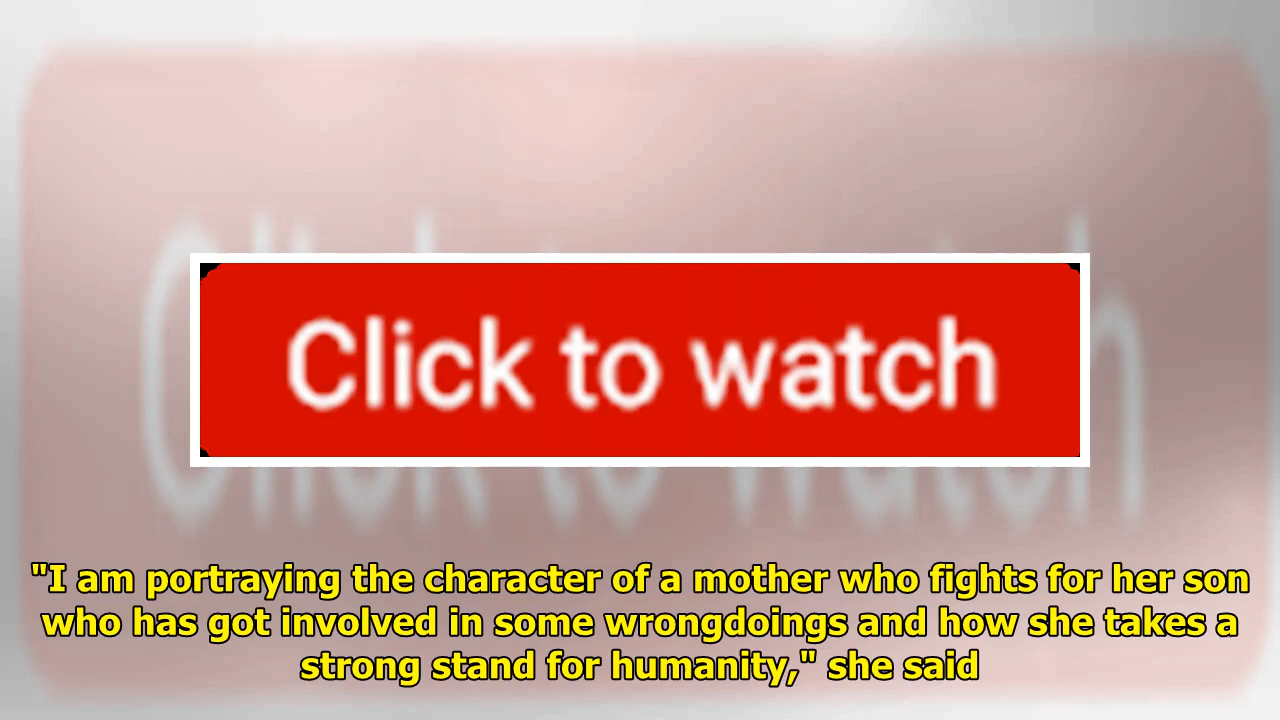 Click to watch
"I am portraying the character of a mother who fights for her son
who has got involved in some wrongdoings and how she takes a
strong stand for humanity," she said